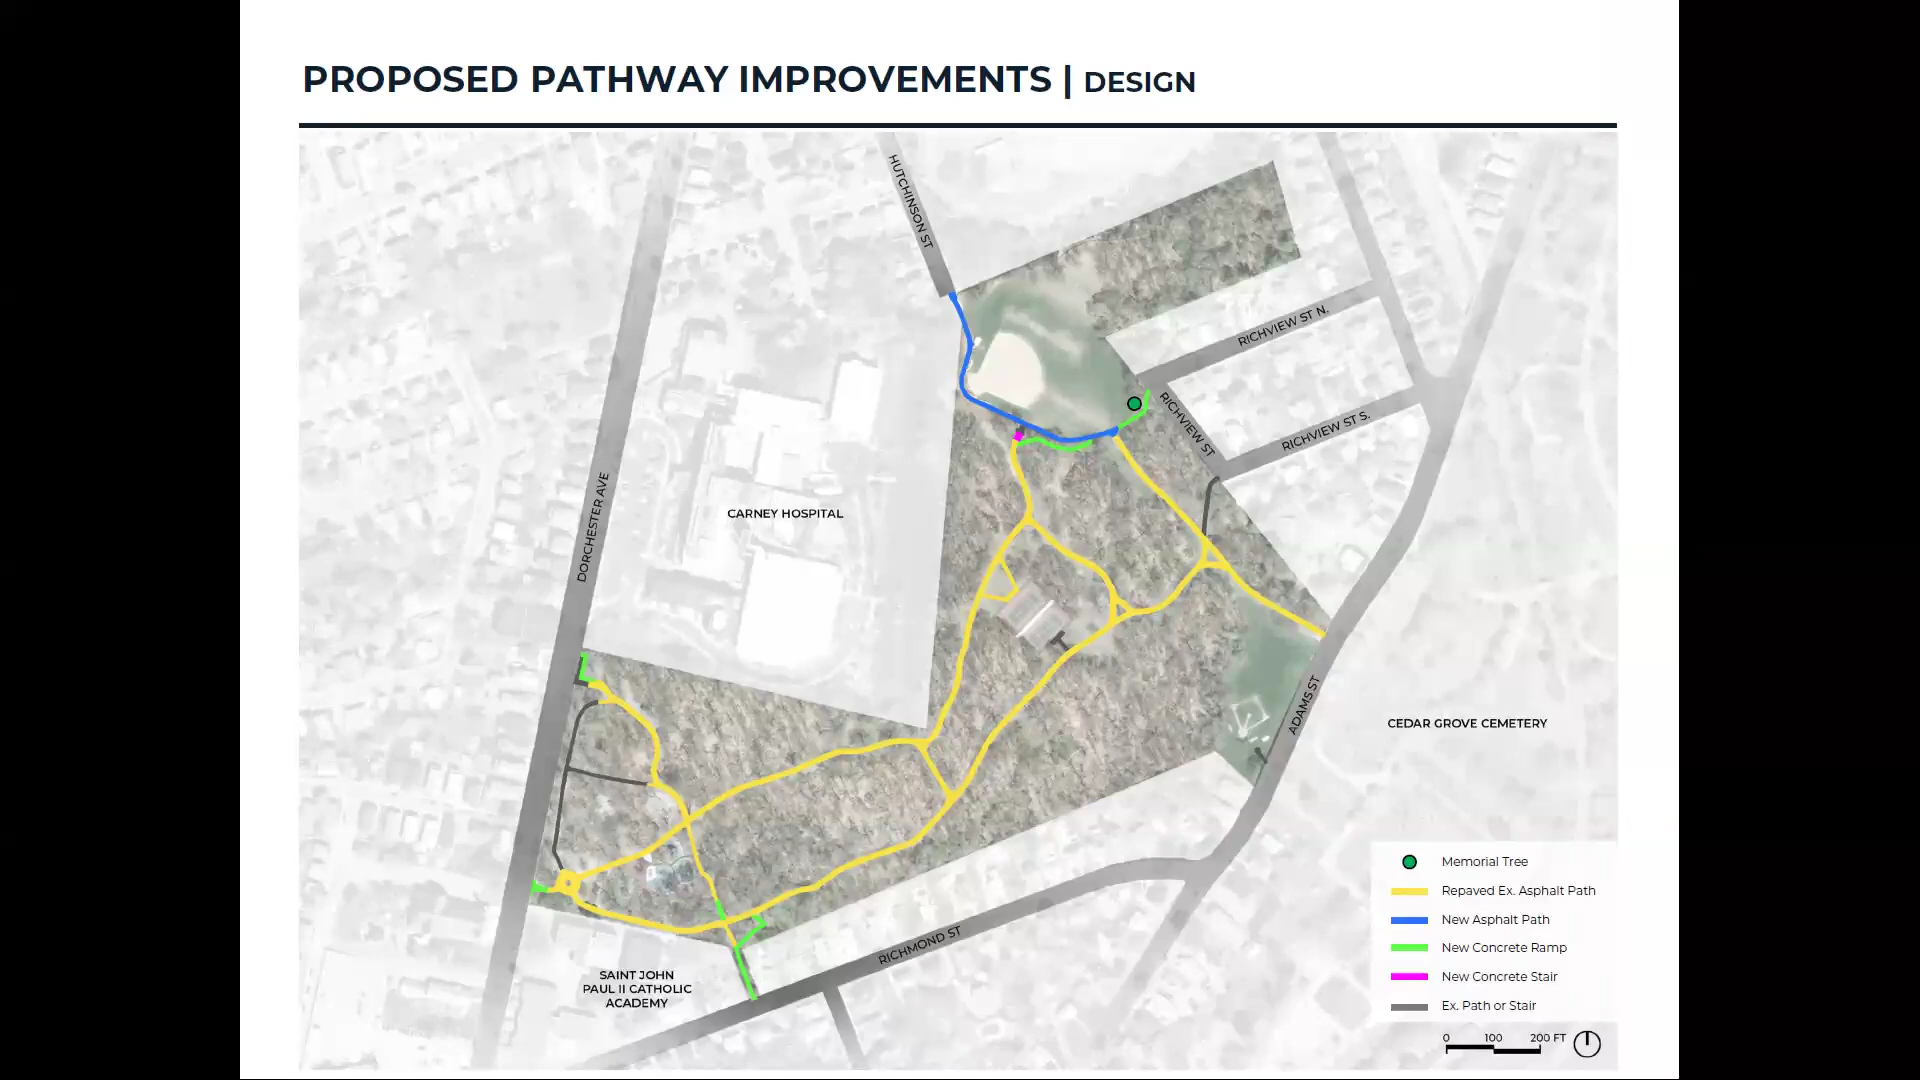 PROPOSED PATHWAY IMPROVEMENTS | DESIGN
HUTCHINSON ST
RICHVIEW ST N.
RICHVIEW ST
RICHVIEW ST S.
DORCHESTER AVE
CARNEY HOSPITAL
ADAMS ST
CEDAR GROVE CEMETERY
RICHMOND ST
SAINT JOHN
PAUL II CATHOLIC
ACADEMY
Memorial Tree
Repaved Ex. Asphalt Path
New Asphalt Path
New Concrete Ramp
New Concrete Stair
Ex. Path or Stair
0 100 200 FT